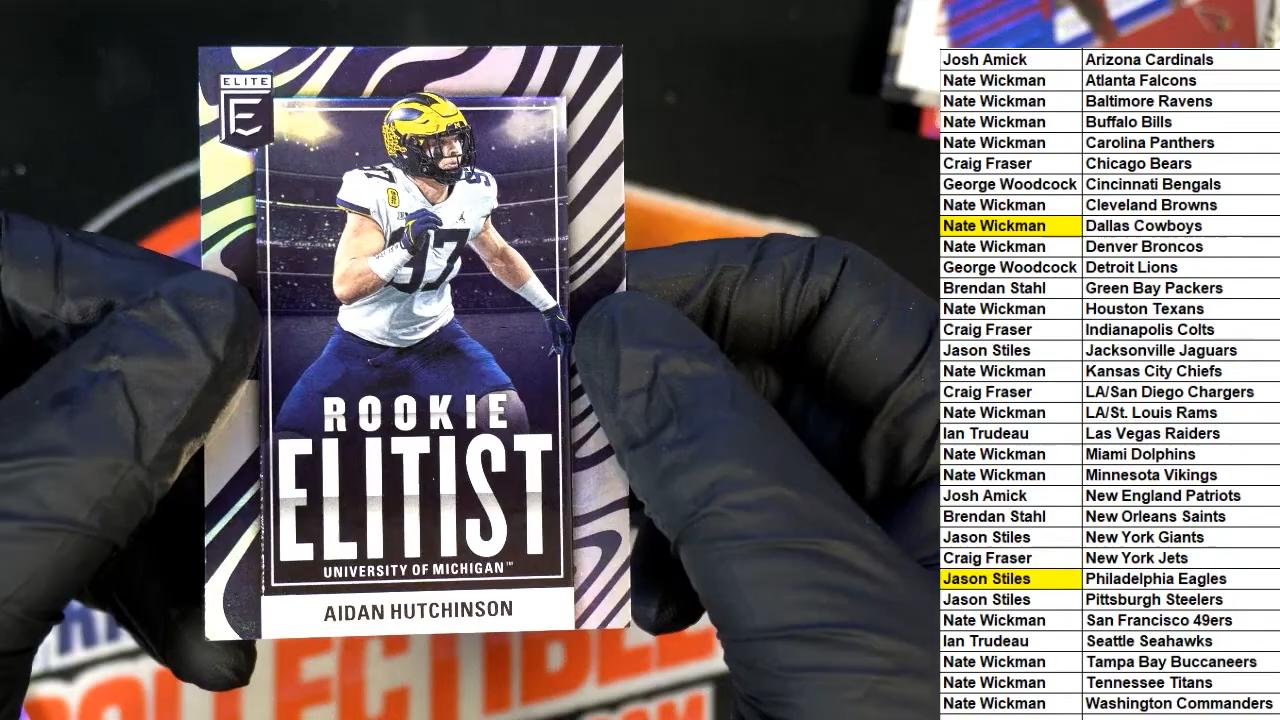 ELITE
E
97
97
ROOKIE
ELITIST
UNIVERSITY OF MICHIGAN™
AIDAN HUTCHINSON
Josh Amick Arizona Cardinals
Nate Wickman Atlanta Falcons
Nate Wickman Baltimore Ravens
Nate Wickman Buffalo Bills
Nate Wickman Carolina Panthers
Craig Fraser Chicago Bears
George Woodcock Cincinnati Bengals
Nate Wickman Cleveland Browns
Nate Wickman Dallas Cowboys
Nate Wickman Denver Broncos
George Woodcock Detroit Lions
Brendan Stahl Green Bay Packers
Nate Wickman Houston Texans
Craig Fraser Indianapolis Colts
Jason Stiles Jacksonville Jaguars
Nate Wickman Kansas City Chiefs
Craig Fraser LA/San Diego Chargers
Nate Wickman LA/St. Louis Rams
Ian Trudeau Las Vegas Raiders
Nate Wickman Miami Dolphins
Nate Wickman Minnesota Vikings
Josh Amick New England Patriots
Brendan Stahl New Orleans Saints
Jason Stiles New York Giants
Craig Fraser New York Jets
Jason Stiles Philadelphia Eagles
Jason Stiles Pittsburgh Steelers
Nate Wickman San Francisco 49ers
Ian Trudeau Seattle Seahawks
Nate Wickman Tampa Bay Buccaneers
Nate Wickman Tennessee Titans
Nate Wickman Washington Commanders